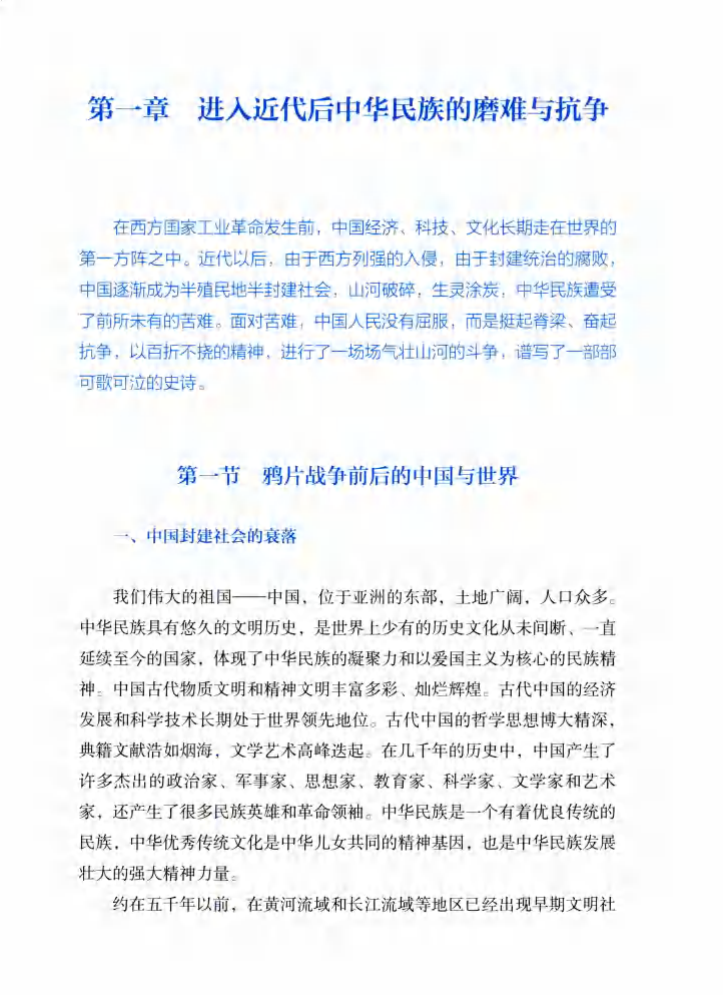 第一章　进入近代后中华民族的磨难与抗争
在西方国家工业革命发生前，中国经济、科技、文化长期走在世界的
第一方阵之中。近代以后，由于西方列强的入侵，由于封建统治的腐败，
中国逐渐成为半殖民地半封建社会，山河破碎，生灵涂炭，中华民族遭受
了前所未有的苦难。面对苦难，中国人民没有屈服，而是挺起脊梁、奋起
抗争，以百折不挠的精神，进行了一场场气壮山河的斗争，谱写了一部部
可歌可泣的史诗。
第一节　鸦片战争前后的中国与世界
一、中国封建社会的衰落
我们伟大的祖国——中国，位于亚洲的东部，土地广阔，人口众多。
中华民族具有悠久的文明历史，是世界上少有的历史文化从未间断、一直
延续至今的国家，体现了中华民族的凝聚力和以爱国主义为核心的民族精
神。中国古代物质文明和精神文明丰富多彩、灿烂辉煌。古代中国的经济
发展和科学技术长期处于世界领先地位。古代中国的哲学思想博大精深，
典籍文献浩如烟海，文学艺术高峰迭起。在几千年的历史中，中国产生了
许多杰出的政治家、军事家、思想家、教育家、科学家、文学家和艺术
家，还产生了很多民族英雄和革命领袖。中华民族是一个有着优良传统的
民族，中华优秀传统文化是中华儿女共同的精神基因，也是中华民族发展
壮大的强大精神力量。
约在五千年以前，在黄河流域和长江流域等地区已经出现早期文明社